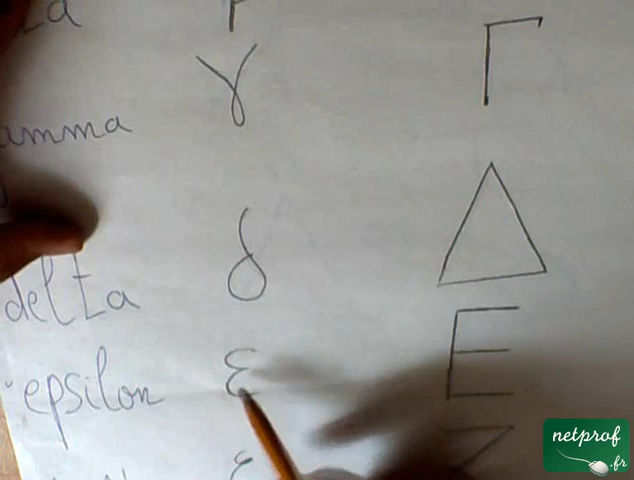 γ Γ
amma
δ Δ
delta
epsilon ε E
netprof
.fr